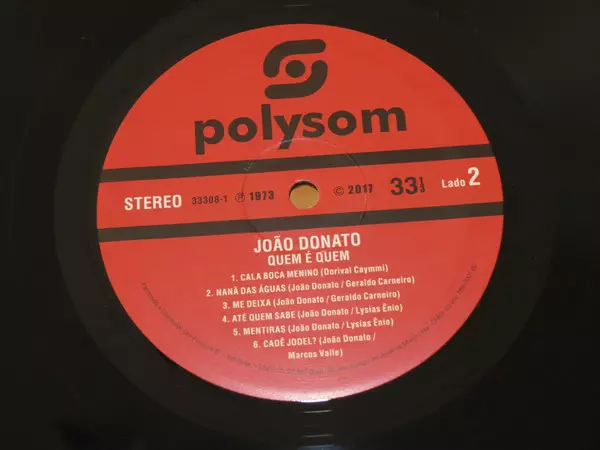 polysom
STEREO 33308-1 ℗ 1973 © 2017 33 1/3 Lado 2
JOÃO DONATO
QUEM É QUEM
1. CALA BOCA MENINO (Dorival Caymmi)
2. NANÃ DAS ÁGUAS (João Donato / Geraldo Carneiro)
3. ME DEIXA (João Donato / Geraldo Carneiro)
4. ATÉ QUEM SABE (João Donato / Lysias Ênio)
5. MENTIRAS (João Donato / Lysias Ênio)
6. CADÊ JODEL? (João Donato /
Marcos Valle)